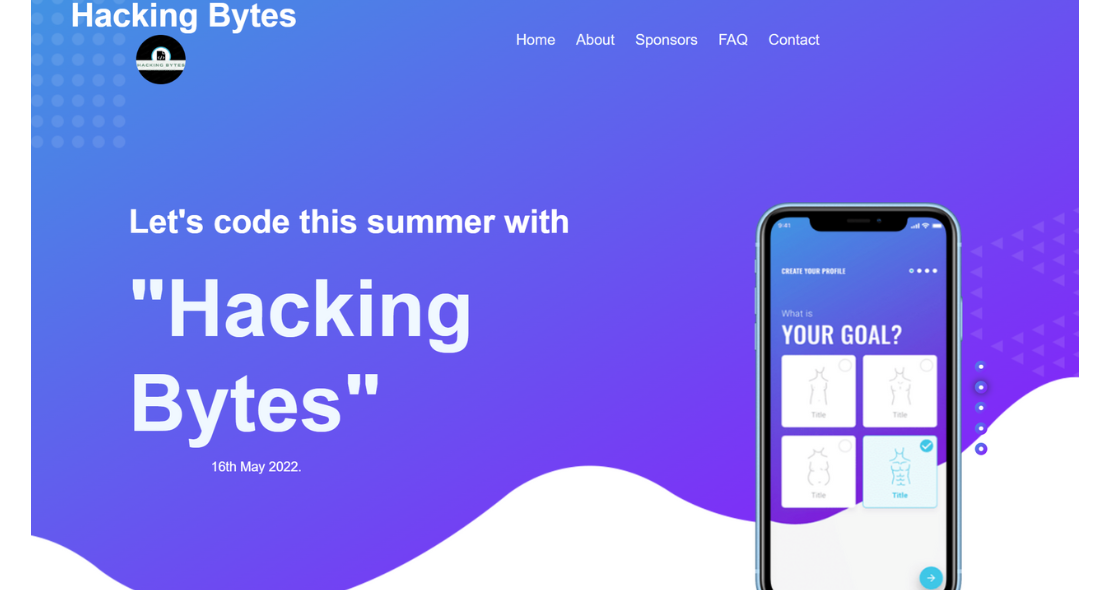 Hacking Bytes
HACKING BYTES
Home About Sponsors FAQ Contact
Let's code this summer with
"Hacking
Bytes"
16th May 2022.
9:41
CREATE YOUR PROFILE
What is
YOUR GOAL?
Title Title
Title Title